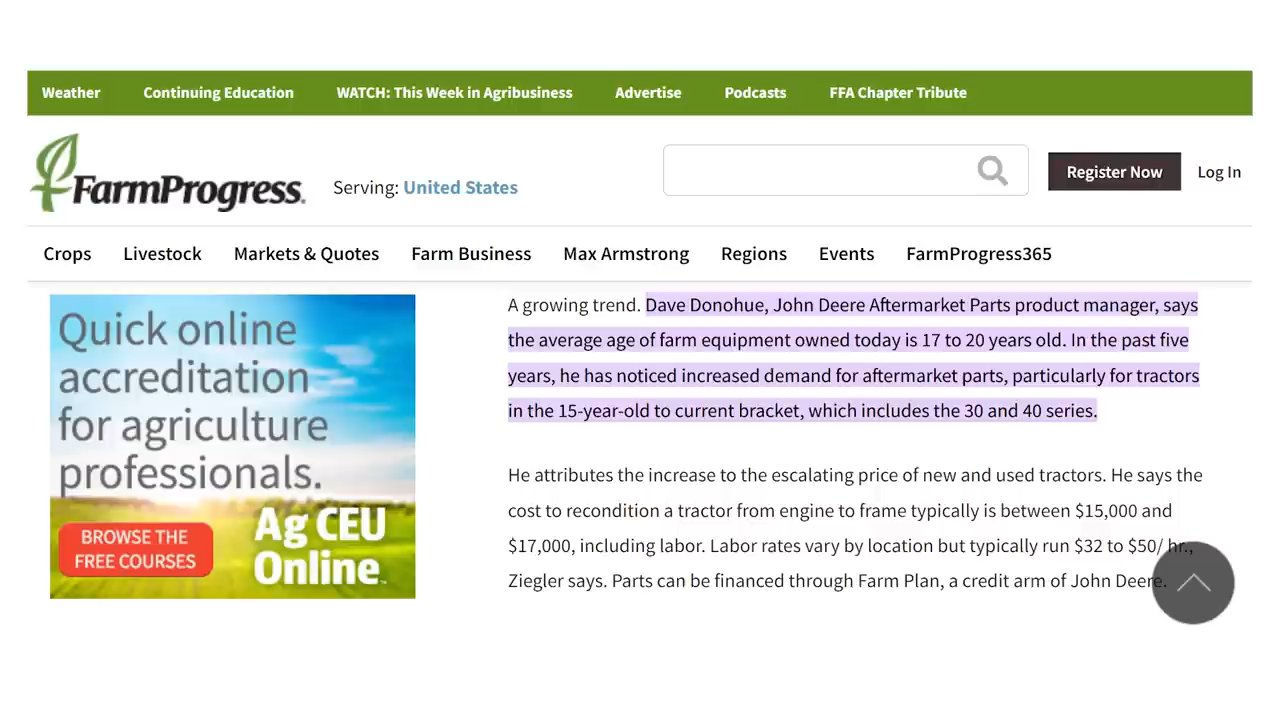 Weather Continuing Education WATCH: This Week in Agribusiness Advertise Podcasts FFA Chapter Tribute
FarmProgress.
Serving: United States
Register Now Log In
Crops Livestock Markets & Quotes Farm Business Max Armstrong Regions Events FarmProgress365
Quick online
accreditation
for agriculture
professionals.
BROWSE THE
FREE COURSES
Ag CEU
Online™
A growing trend. Dave Donohue, John Deere Aftermarket Parts product manager, says
the average age of farm equipment owned today is 17 to 20 years old. In the past five
years, he has noticed increased demand for aftermarket parts, particularly for tractors
in the 15-year-old to current bracket, which includes the 30 and 40 series.
He attributes the increase to the escalating price of new and used tractors. He says the
cost to recondition a tractor from engine to frame typically is between $15,000 and
$17,000, including labor. Labor rates vary by location but typically run $32 to $50/ hr.,
Ziegler says. Parts can be financed through Farm Plan, a credit arm of John Deere.